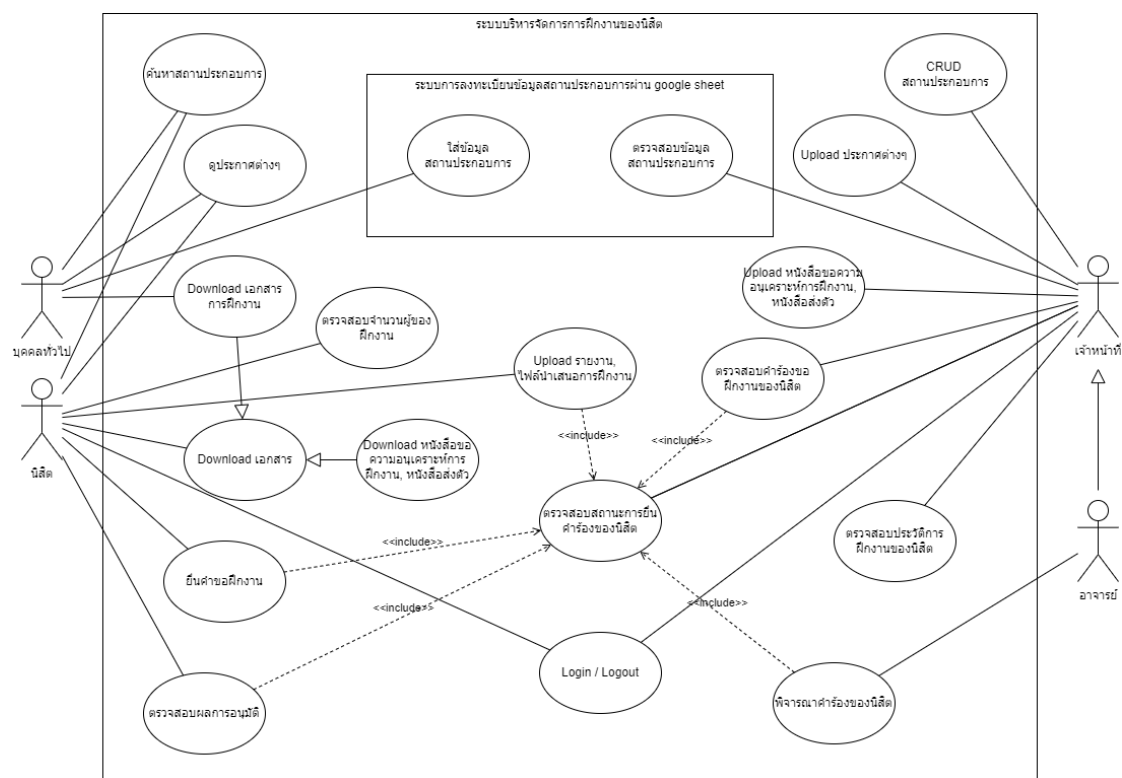 ระบบบริหารจัดการการฝึกงานของนิสิต
ค้นหาสถานประกอบการ
CRUD
สถานประกอบการ
ระบบการลงทะเบียนข้อมูลสถานประกอบการผ่าน google sheet
ใส่ข้อมูล
สถานประกอบการ
ตรวจสอบข้อมูล
สถานประกอบการ
Upload ประกาศต่างๆ
ดูประกาศต่างๆ
Download เอกสาร
การฝึกงาน
Upload หนังสือขอความ
อนุเคราะห์การฝึกงาน,
หนังสือส่งตัว
บุคคลทั่วไป
เจ้าหน้าที่
ตรวจสอบจำนวนผู้ของ
ฝึกงาน
Upload รายงาน,
ไฟล์นำเสนอการฝึกงาน
ตรวจสอบคำร้องขอ
ฝึกงานของนิสิต
<<include>>
<<include>>
นิสิต
Download เอกสาร
Download หนังสือขอ
ความอนุเคราะห์การ
ฝึกงาน, หนังสือส่งตัว
ตรวจสอบสถานะการยื่น
คำร้องของนิสิต
ตรวจสอบประวัติการ
ฝึกงานของนิสิต
<<include>>
ยื่นคำขอฝึกงาน
อาจารย์
<<include>>
<<include>>
Login / Logout
ตรวจสอบผลการอนุมัติ
พิจารณาคำร้องของนิสิต